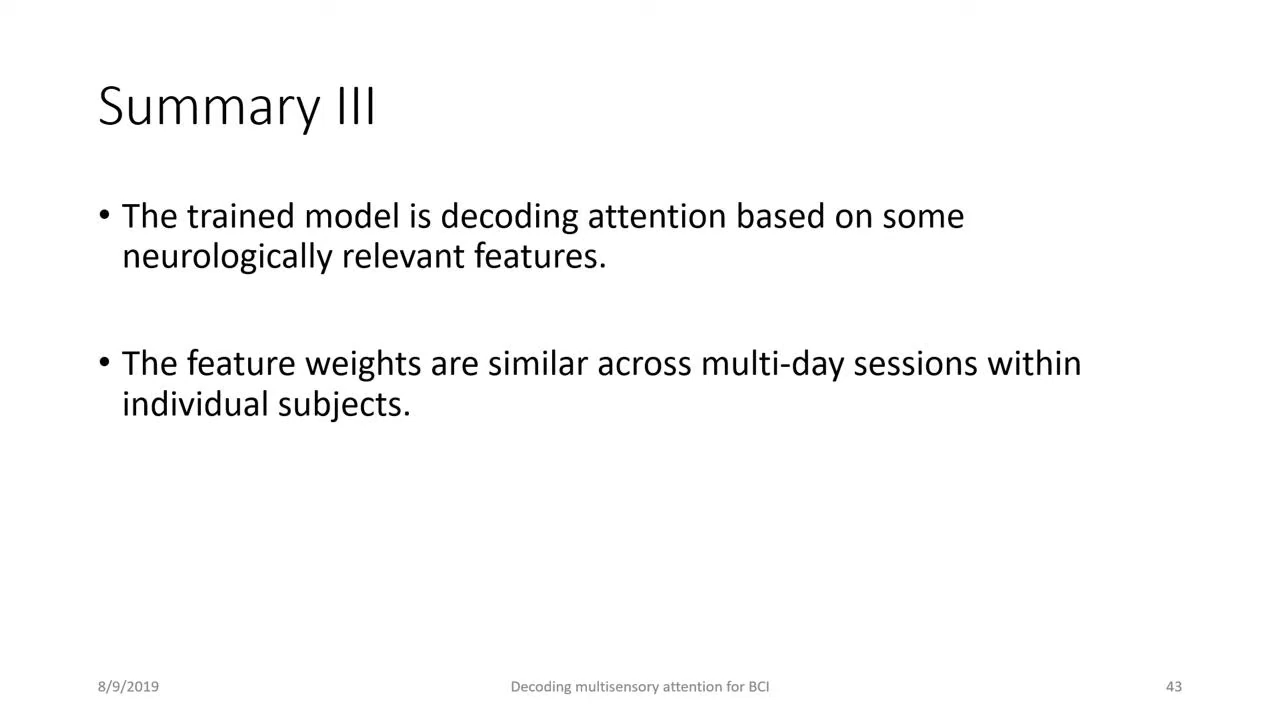 Summary III
• The trained model is decoding attention based on some
neurologically relevant features.
• The feature weights are similar across multi-day sessions within
individual subjects.
8/9/2019
Decoding multisensory attention for BCI
43